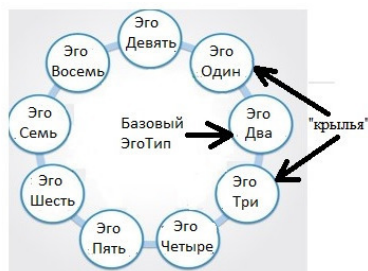 Эго
Девять
Эго
Восемь
Эго
Один
Эго
Семь
Базовый
ЭгоТип
Эго
Два
"крылья"
Эго
Шесть
Эго
Три
Эго
Пять
Эго
Четыре